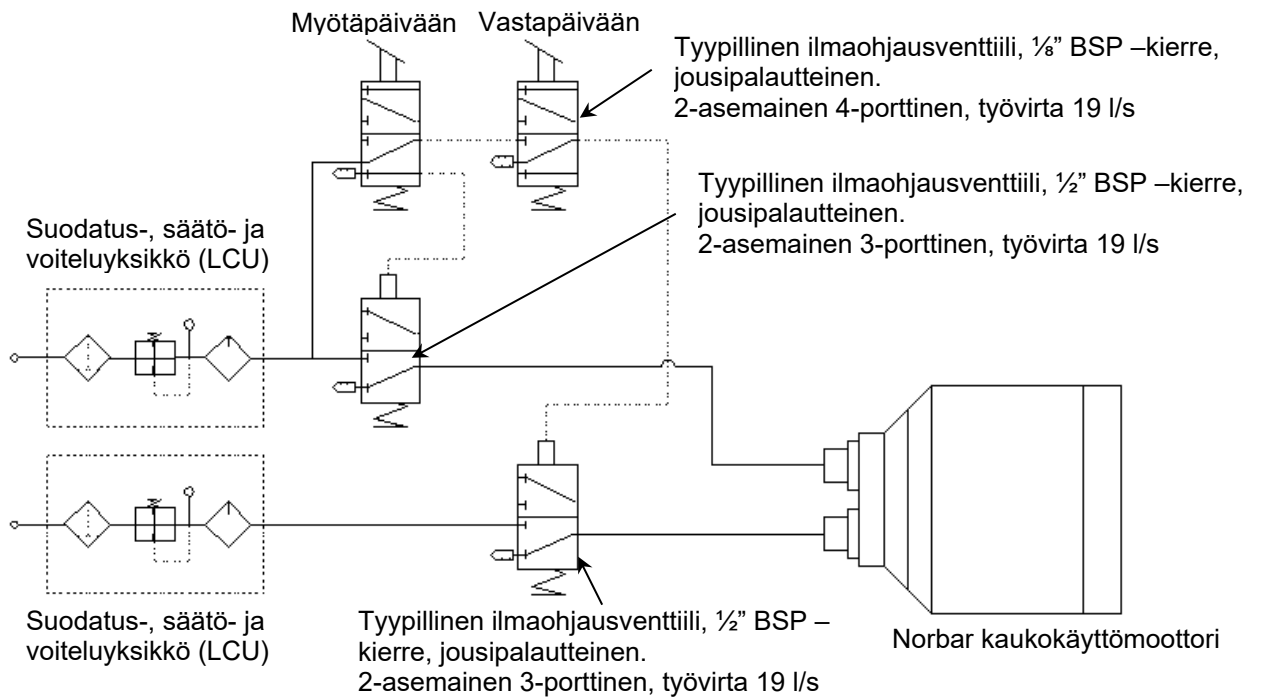 Myötäpäivään
Vastapäivään
Tyypillinen ilmaohjausventtiili, ⅛” BSP –kierre,
jousipalautteinen.
2-asemainen 4-porttinen, työvirta 19 l/s
Tyypillinen ilmaohjausventtiili, ½” BSP –kierre,
jousipalautteinen.
2-asemainen 3-porttinen, työvirta 19 l/s
Suodatus-, säätö- ja
voiteluyksikkö (LCU)
Suodatus-, säätö- ja
voiteluyksikkö (LCU)
Tyypillinen ilmaohjausventtiili, ½” BSP –
kierre, jousipalautteinen.
2-asemainen 3-porttinen, työvirta 19 l/s
Norbar kaukokäyttömoottori